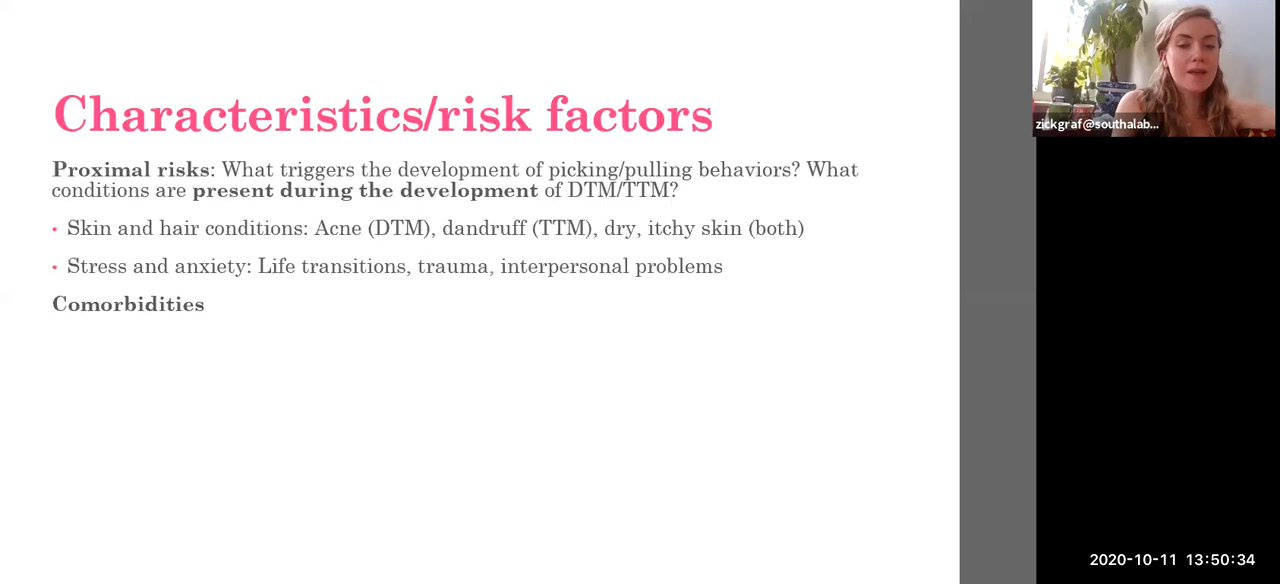 Characteristics/risk factors
Proximal risks: What triggers the development of picking/pulling behaviors? What
conditions are present during the development of DTM/TTM?
• Skin and hair conditions: Acne (DTM), dandruff (TTM), dry, itchy skin (both)
• Stress and anxiety: Life transitions, trauma, interpersonal problems
Comorbidities
zickgraf@southalab...
2020-10-11 13:50:34